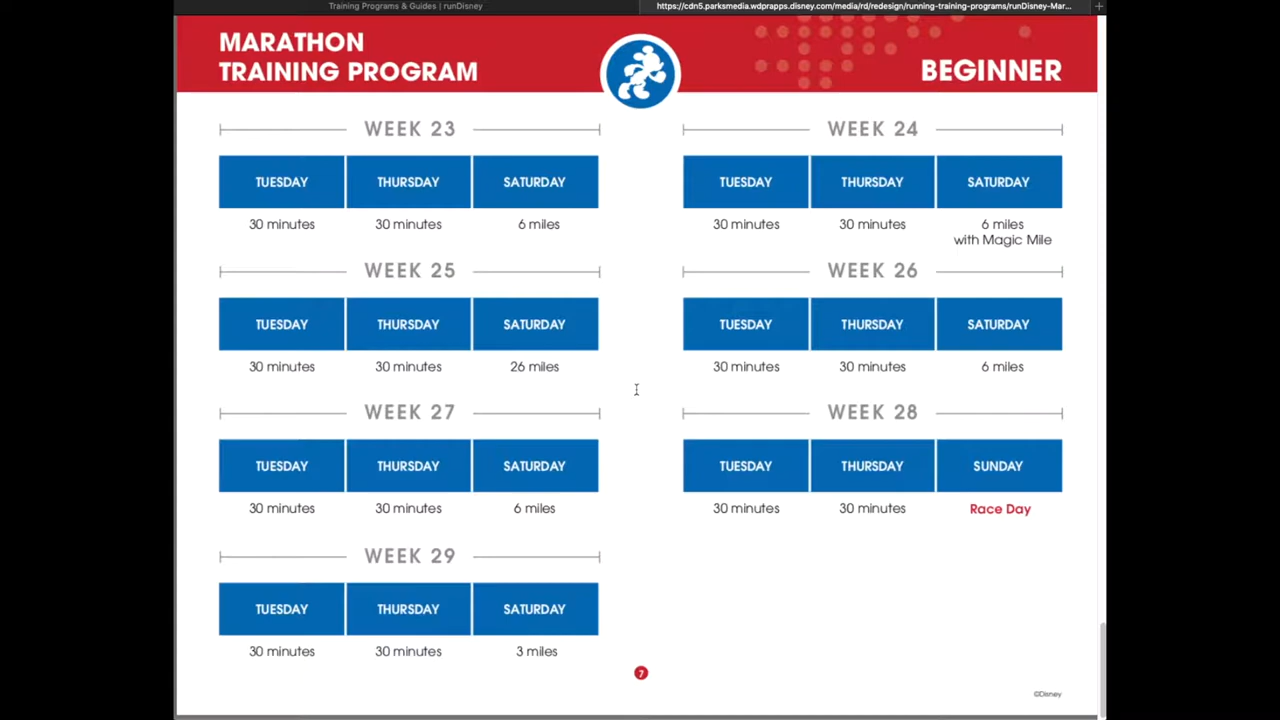 Training Programs & Guides | runDisney
https://cdn5.parksmedia.wdprapps.disney.com/media/rd/redesign/running-training-programs/runDisney-Mar...
MARATHON
TRAINING PROGRAM
BEGINNER
WEEK 23
TUESDAY THURSDAY SATURDAY
30 minutes 30 minutes 6 miles
WEEK 24
TUESDAY THURSDAY SATURDAY
30 minutes 30 minutes 6 miles
with Magic Mile
WEEK 25
TUESDAY THURSDAY SATURDAY
30 minutes 30 minutes 26 miles
WEEK 26
TUESDAY THURSDAY SATURDAY
30 minutes 30 minutes 6 miles
WEEK 27
TUESDAY THURSDAY SATURDAY
30 minutes 30 minutes 6 miles
WEEK 28
TUESDAY THURSDAY SUNDAY
30 minutes 30 minutes Race Day
WEEK 29
TUESDAY THURSDAY SATURDAY
30 minutes 30 minutes 3 miles
7
©Disney